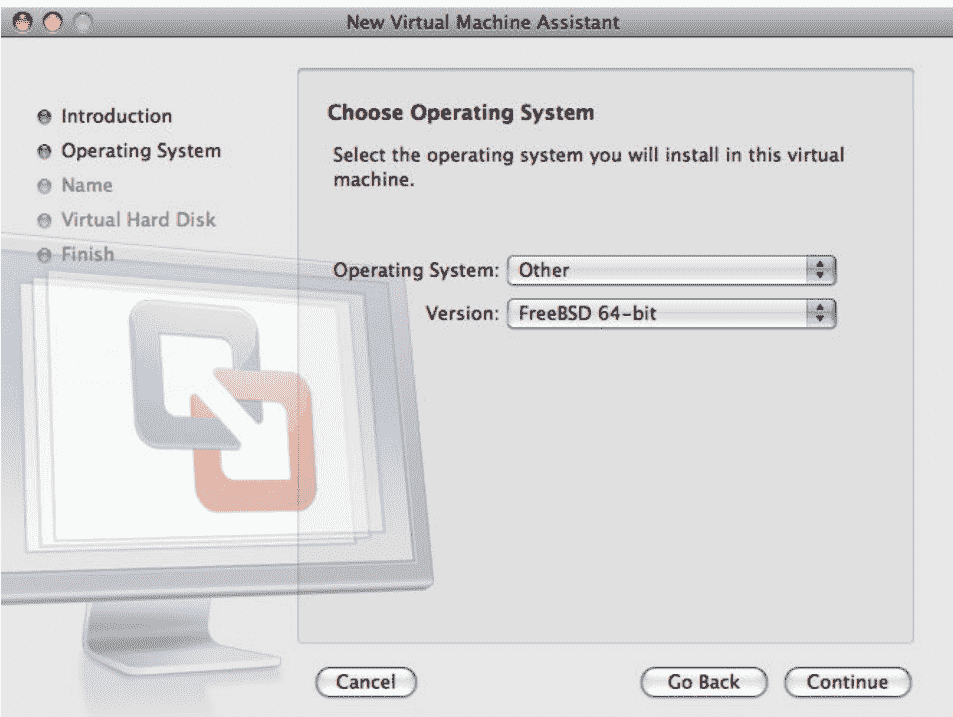 New Virtual Machine Assistant
Introduction
Operating System
Name
Virtual Hard Disk
Finish
Choose Operating System
Select the operating system you will install in this virtual
machine.
Operating System: Other
Version: FreeBSD 64-bit
Cancel
Go Back
Continue